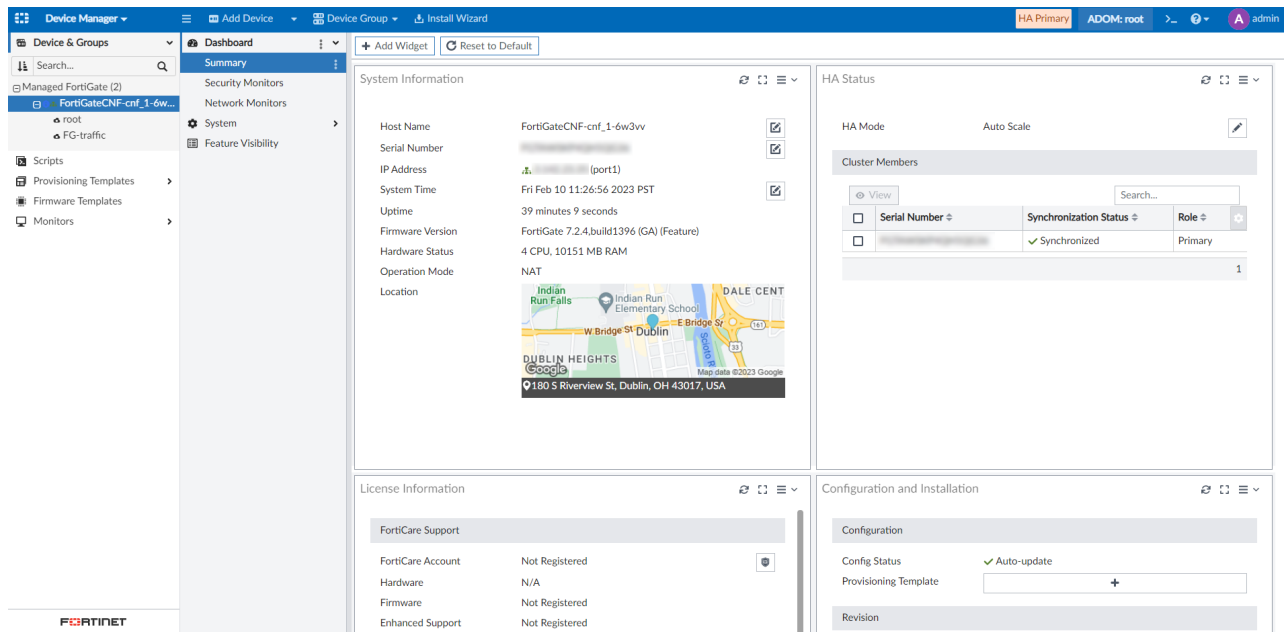 Device Manager
Add Device
Device Group
Install Wizard
HA Primary
ADOM: root
>_
?
A admin
Device & Groups
Search...
Managed FortiGate (2)
FortiGateCNF-cnf_1-6w...
root
FG-traffic
Scripts
Provisioning Templates
Firmware Templates
Monitors
FORTINET
Dashboard
Summary
Security Monitors
Network Monitors
System
Feature Visibility
+ Add Widget
Reset to Default
System Information
Host Name FortiGateCNF-cnf_1-6w3vv
Serial Number
IP Address (port1)
System Time Fri Feb 10 11:26:56 2023 PST
Uptime 39 minutes 9 seconds
Firmware Version FortiGate 7.2.4,build1396 (GA) (Feature)
Hardware Status 4 CPU, 10151 MB RAM
Operation Mode NAT
Location
Indian
Run Falls
Indian Run
Elementary School
DALE CENT
W Bridge St
Dublin
E Bridge St
161
33
Scioto R
DUBLIN HEIGHTS
Google
Map data ©2023 Google
180 S Riverview St, Dublin, OH 43017, USA
HA Status
HA Mode Auto Scale
Cluster Members
View
Search...
Serial Number Synchronization Status Role
Synchronized Primary
1
License Information
FortiCare Support
FortiCare Account Not Registered
Hardware N/A
Firmware Not Registered
Enhanced Support Not Registered
Configuration and Installation
Configuration
Config Status Auto-update
Provisioning Template +
Revision